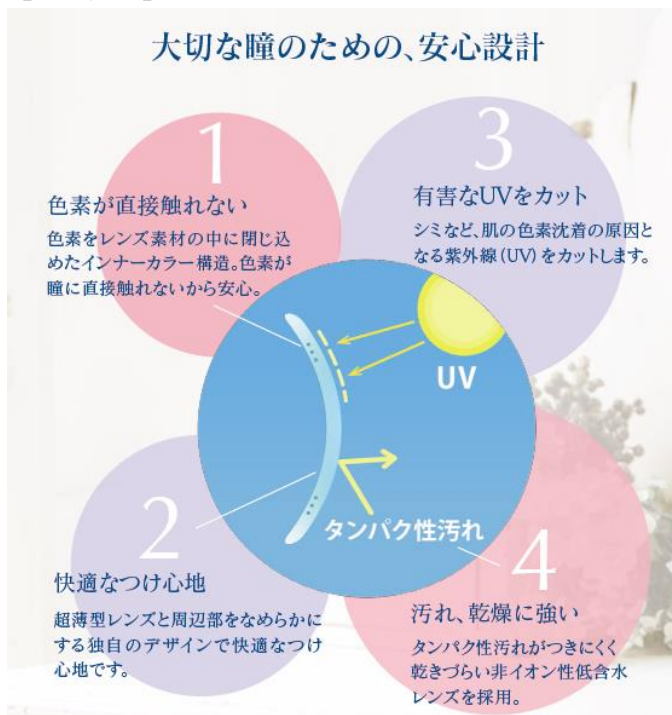 大切な瞳のための、安心設計
1
色素が直接触れない
色素をレンズ素材の中に閉じ込
めたインナーカラー構造。色素が
瞳に直接触れないから安心。
2
快適なつけ心地
超薄型レンズと周辺部をなめらかに
する独自のデザインで快適なつけ
心地です。
3
有害なUVをカット
シミなど、肌の色素沈着の原因と
なる紫外線(UV)をカットします。
UV
タンパク性汚れ
4
汚れ、乾燥に強い
タンパク性汚れがつきにくく
乾きづらい非イオン性低含水
レンズを採用。